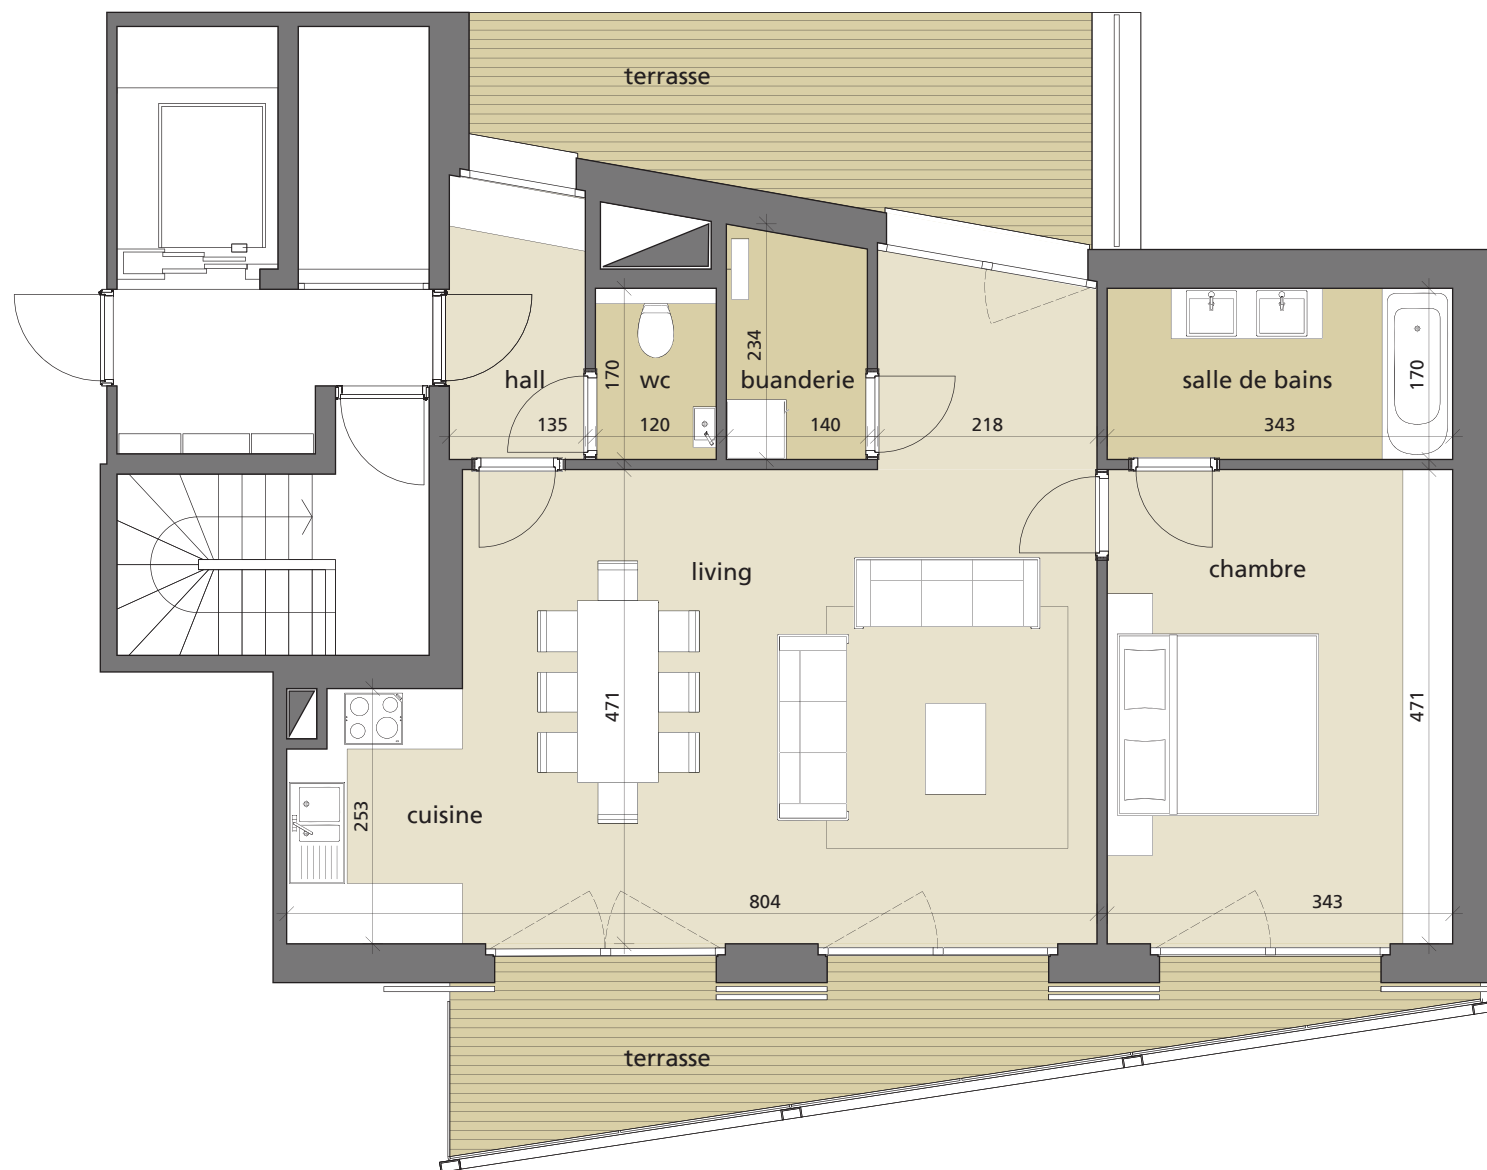 terrasse
234
170
170
hall
wc
buanderie
salle de bains
135
120
140
218
343
living
chambre
471
471
253
cuisine
804
343
terrasse